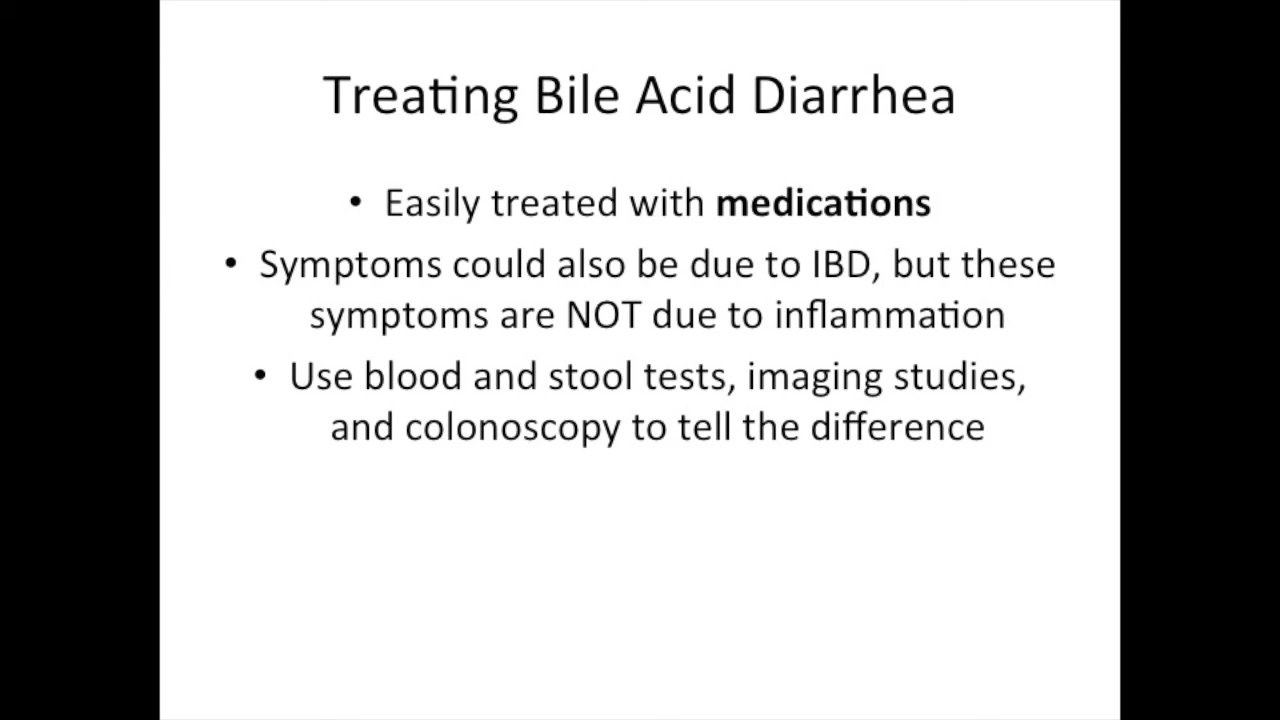 Treating Bile Acid Diarrhea
• Easily treated with medications
• Symptoms could also be due to IBD, but these
symptoms are NOT due to inflammation
• Use blood and stool tests, imaging studies,
and colonoscopy to tell the difference